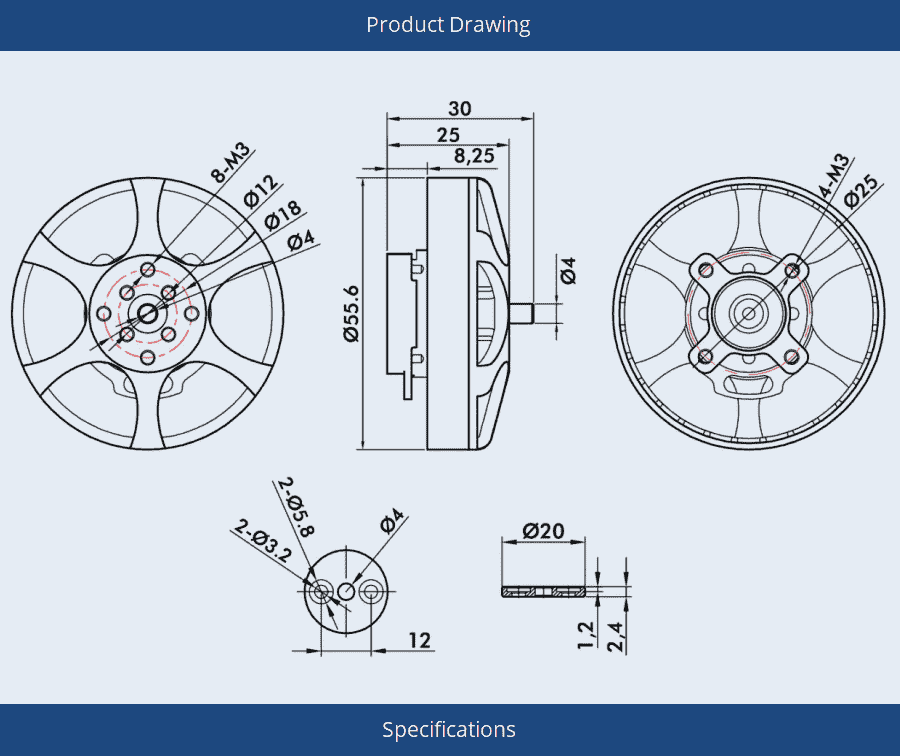 Product Drawing
30
25
8,25
8-M3
Ø12
Ø18
Ø4
Ø55.6
Ø4
4-M3
Ø25
2-Ø5.8
2-Ø3.2
Ø4
12
Ø20
1,2
2,4
Specifications